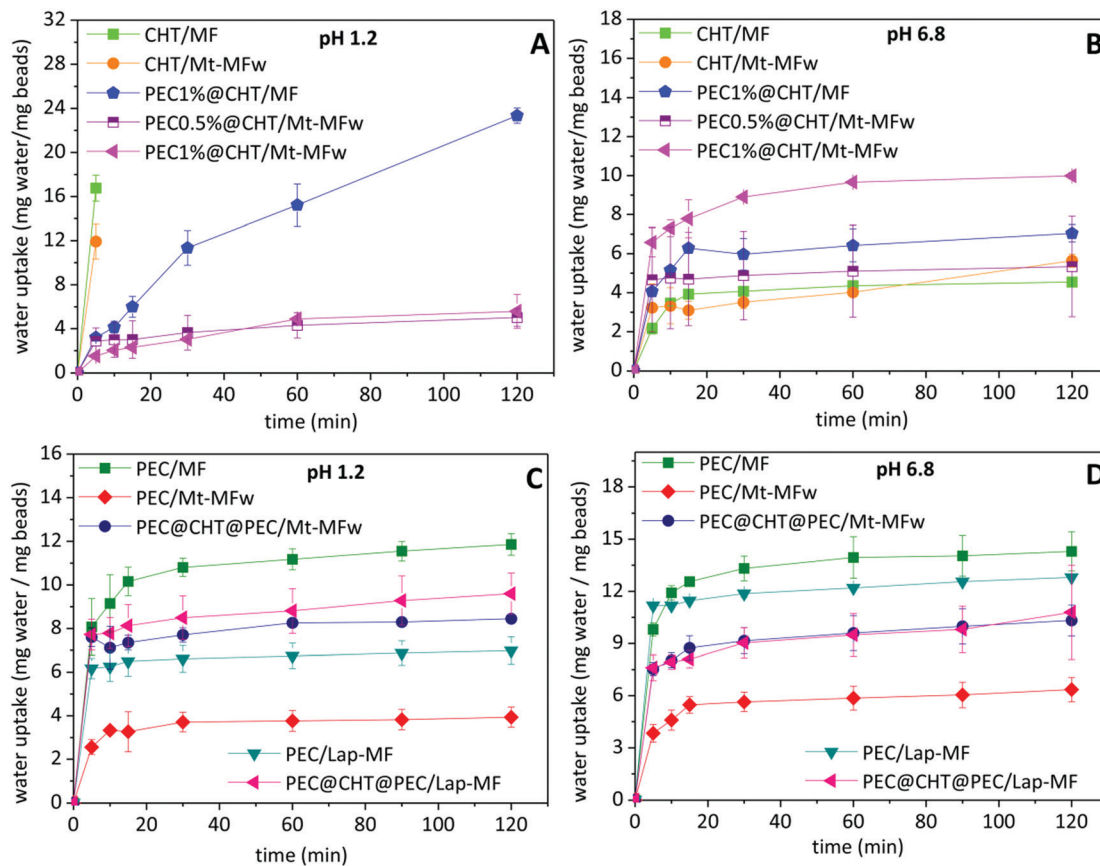 A
pH 1.2
CHT/MF
CHT/Mt-MFw
PEC1%@CHT/MF
PEC0.5%@CHT/Mt-MFw
PEC1%@CHT/Mt-MFw
water uptake (mg water/mg beads)
32
28
24
20
16
12
8
4
0
0 20 40 60 80 100 120
time (min)
B
pH 6.8
CHT/MF
CHT/Mt-MFw
PEC1%@CHT/MF
PEC0.5%@CHT/Mt-MFw
PEC1%@CHT/Mt-MFw
water uptake (mg water/mg beads)
18
16
14
12
10
8
6
4
2
0
0 20 40 60 80 100 120
time (min)
C
pH 1.2
PEC/MF
PEC/Mt-MFw
PEC@CHT@PEC/Mt-MFw
PEC/Lap-MF
PEC@CHT@PEC/Lap-MF
water uptake (mg water / mg beads)
16
14
12
10
8
6
4
2
0
0 20 40 60 80 100 120
time (min)
D
pH 6.8
PEC/MF
PEC/Mt-MFw
PEC@CHT@PEC/Mt-MFw
PEC/Lap-MF
PEC@CHT@PEC/Lap-MF
water uptake (mg water / mg beads)
18
15
12
9
6
3
0
0 20 40 60 80 100 120
time (min)